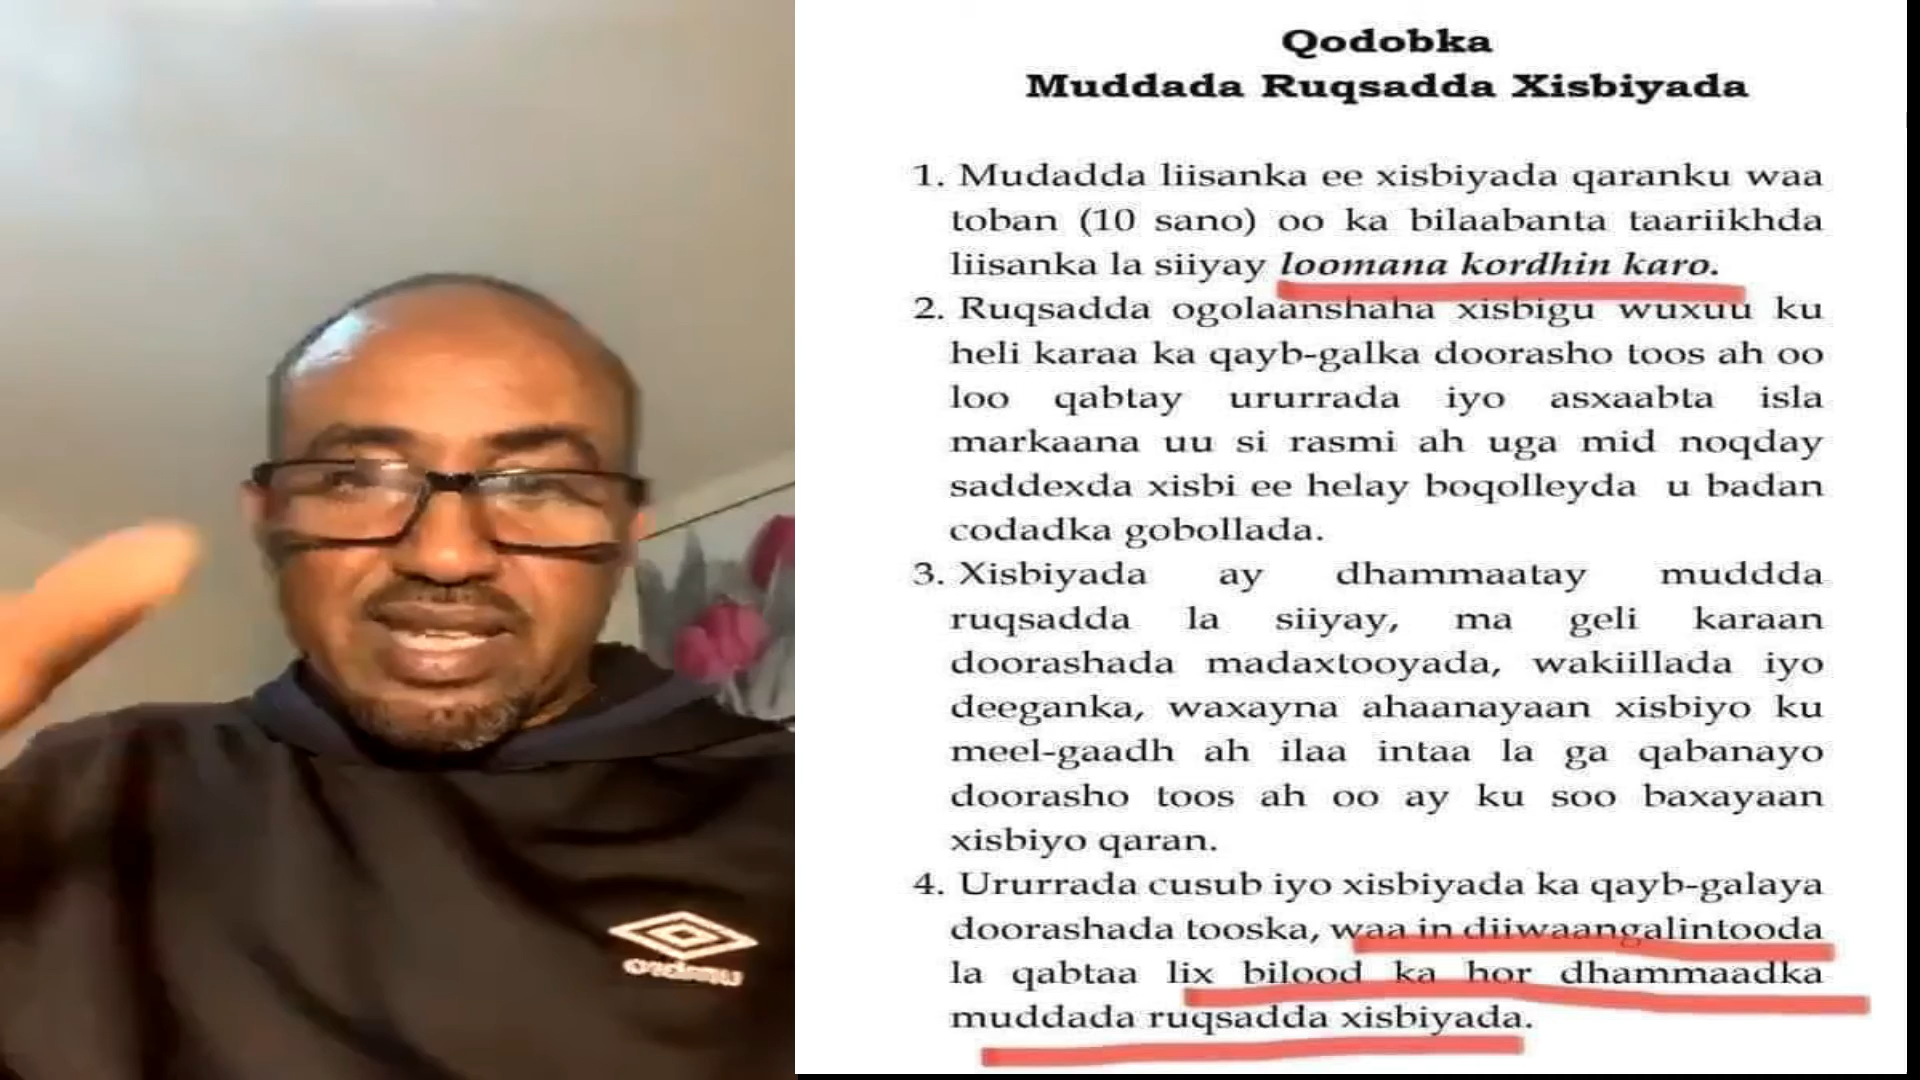 Qodobka
Muddada Ruqsadda Xisbiyada
1. Mudadda liisanka ee xisbiyada qaranku waa
toban (10 sano) oo ka bilaabanta taariikhda
liisanka la siiyay loomana kordhin karo.
2. Ruqsadda ogolaanshaha xisbigu wuxuu ku
heli karaa ka qayb-galka doorasho toos ah oo
loo qabtay ururrada iyo asxaabta isla
markaana uu si rasmi ah uga mid noqday
saddexda xisbi ee helay boqolleyda u badan
codadka gobollada.
3. Xisbiyada ay dhammaatay muddda
ruqsadda la siiyay, ma geli karaan
doorashada madaxtooyada, wakiillada iyo
deeganka, waxayna ahaanayaan xisbiyo ku
meel-gaadh ah ilaa intaa la ga qabanayo
doorasho toos ah oo ay ku soo baxayaan
xisbiyo qaran.
4. Ururrada cusub iyo xisbiyada ka qayb-galaya
doorashada tooska, waa in diiwaangalintooda
la qabtaa lix bilood ka hor dhammaadka
muddada ruqsadda xisbiyada.